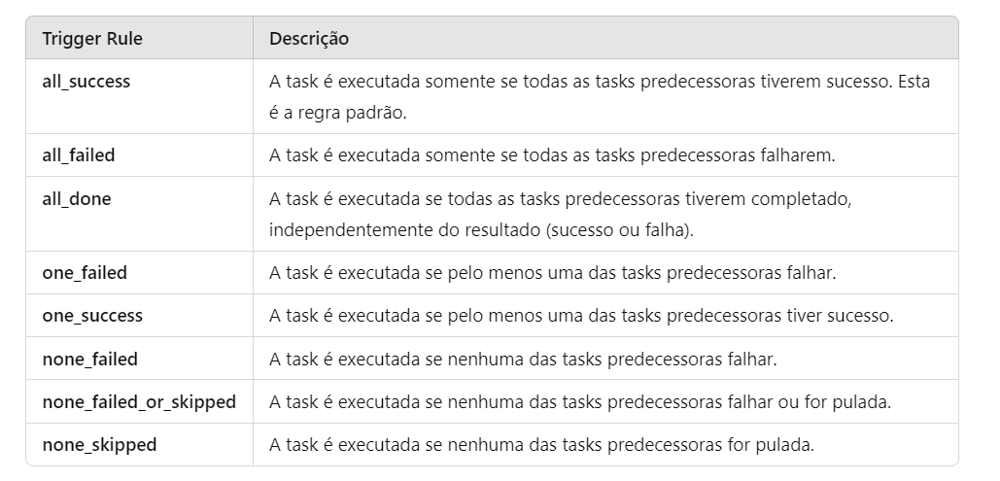 Trigger Rule Descrição
all_success A task é executada somente se todas as tasks predecessoras tiverem sucesso. Esta
é a regra padrão.
all_failed A task é executada somente se todas as tasks predecessoras falharem.
all_done A task é executada se todas as tasks predecessoras tiverem completado,
independentemente do resultado (sucesso ou falha).
one_failed A task é executada se pelo menos uma das tasks predecessoras falhar.
one_success A task é executada se pelo menos uma das tasks predecessoras tiver sucesso.
none_failed A task é executada se nenhuma das tasks predecessoras falhar.
none_failed_or_skipped A task é executada se nenhuma das tasks predecessoras falhar ou for pulada.
none_skipped A task é executada se nenhuma das tasks predecessoras for pulada.